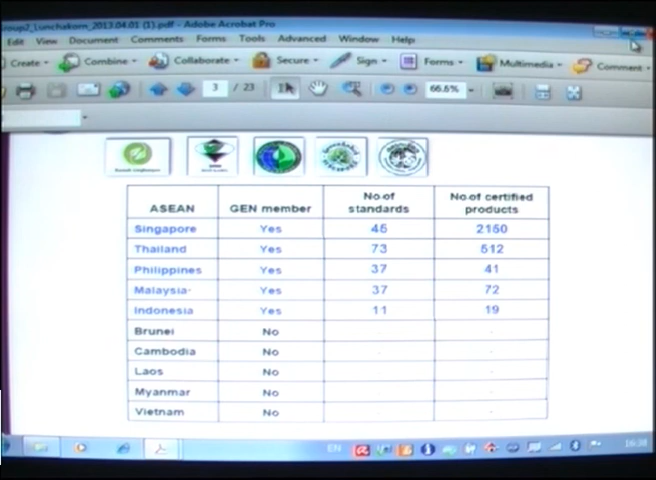 Group2_Lunchakorn_2013.04.01 (1).pdf - Adobe Acrobat Pro
Edit View Document Comments Forms Tools Advanced Window Help
Create Combine Collaborate Secure Sign Forms Multimedia Comment
3 / 23 66.6%
ASEAN GEN member No.of standards No.of certified products
Singapore Yes 45 2150
Thailand Yes 73 512
Philippines Yes 37 41
Malaysia Yes 37 72
Indonesia Yes 11 19
Brunei No - -
Cambodia No - -
Laos No - -
Myanmar No - -
Vietnam No - -
EN 16:38